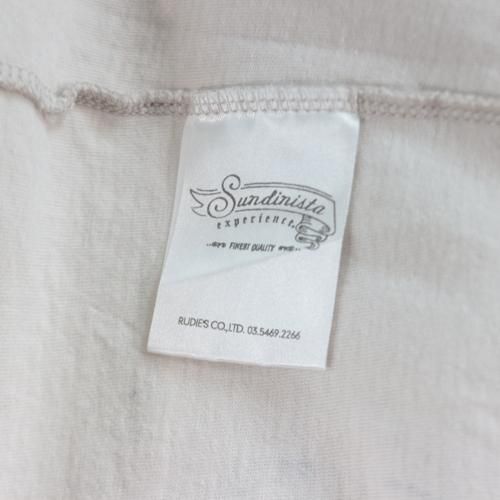 Sundinista
experience.
FINEST QUALITY
RUDIE'S CO.,LTD. 03.5469.2266